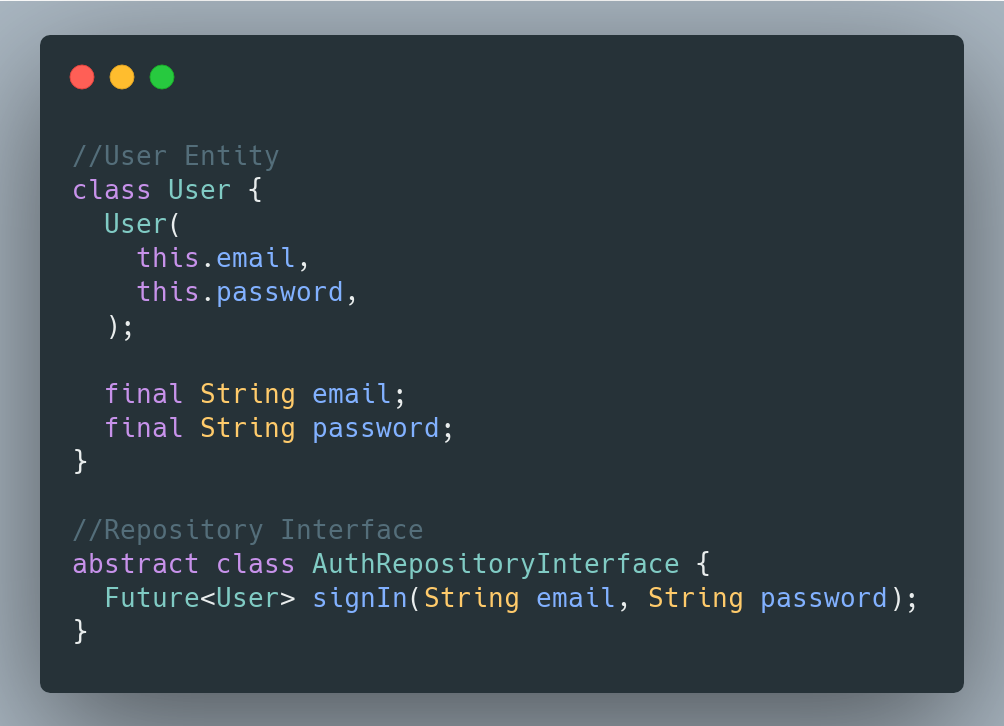 //User Entity
class User {
  User(
    this.email,
    this.password,
  );

  final String email;
  final String password;
}

//Repository Interface
abstract class AuthRepositoryInterface {
  Future<User> signIn(String email, String password);
}